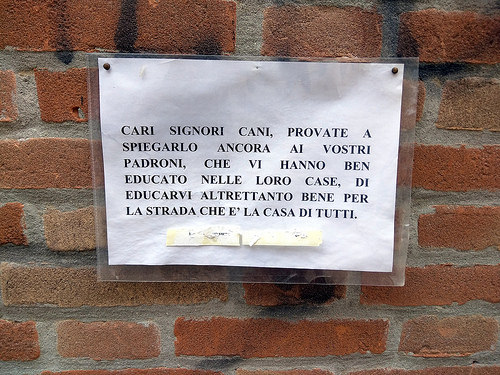 CARI SIGNORI CANI, PROVATE A
SPIEGARLO ANCORA AI VOSTRI
PADRONI, CHE VI HANNO BEN
EDUCATO NELLE LORO CASE, DI
EDUCARVI ALTRETTANTO BENE PER
LA STRADA CHE E' LA CASA DI TUTTI.